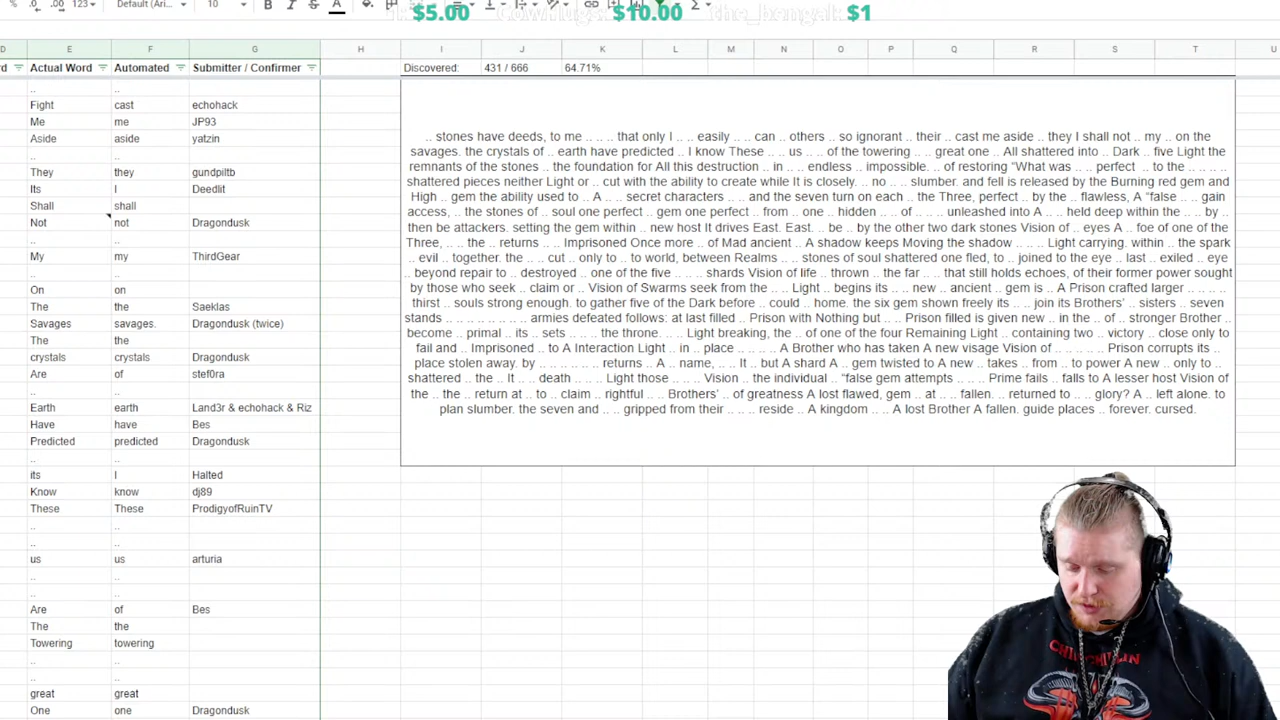 $5.00 $10.00 the_bengal: $1
% .0 .00 123 Default (Ari... 10 B I A
D E F G H I J K L M N O P Q R S T U
rd Actual Word Automated Submitter / Confirmer Discovered: 431 / 666 64.71%
.. ..
Fight cast echohack
Me me JP93
Aside aside yatzin
.. ..
They they gundpiltb
Its I Deedlit
Shall shall
Not not Dragondusk
.. ..
My my ThirdGear
.. ..
On on
The the Saeklas
Savages savages. Dragondusk (twice)
The the
crystals crystals Dragondusk
Are of stef0ra
.. ..
Earth earth Land3r & echohack & Riz
Have have Bes
Predicted predicted Dragondusk
.. ..
its I Halted
Know know dj89
These These ProdigyofRuinTV
.. ..
.. ..
us us arturia
.. ..
.. ..
Are of Bes
The the
Towering towering
.. ..
.. ..
great great
One one Dragondusk
.. stones have deeds, to me .. .. .. that only I .. easily .. can .. others .. so ignorant .. their .. cast me aside .. they I shall not .. my .. on the
savages. the crystals of .. earth have predicted .. I know These .. us .. of the towering .. great one .. All shattered into .. Dark .. five Light the
remnants of the stones .. the foundation for All this destruction .. in .. endless .. impossible. .. of restoring “What was .. .. perfect .. to the .. .. .. ..
shattered pieces neither Light or .. cut with the ability to create while It is closely. .. no .. slumber. and fell is released by the Burning red gem and
High .. gem the ability used to .. A .. secret characters .. .. and the seven turn on each .. the Three, perfect .. by the .. flawless, A “false .. gain
access, .. the stones of .. soul one perfect .. gem one perfect .. from .. one .. hidden .. of .. .. unleashed into A .. held deep within the .. by ..
then be attackers. setting the gem within .. new host It drives East. East. .. be .. by the other two dark stones Vision of .. eyes A .. foe of one of the
Three, .. .. the .. returns .. Imprisoned Once more .. of Mad ancient .. A shadow keeps Moving the shadow .. .. Light carrying. within .. the spark
.. evil .. together. the .. cut .. only to .. to world, between Realms .. stones of soul shattered one fled, to .. joined to the eye .. last .. exiled .. eye
.. beyond repair to .. destroyed .. one of the five .. .. shards Vision of life .. thrown .. the far .. .. that still holds echoes, of their former power sought
by those who seek .. claim or .. Vision of Swarms seek from the .. .. Light .. begins its .. new .. ancient .. gem is .. A Prison crafted larger .. .. .. ..
thirst .. souls strong enough. to gather five of the Dark before .. could .. home. the six gem shown freely its .. join its Brothers’ .. sisters .. seven
stands .. .. .. .. .. .. .. armies defeated follows: at last filled .. Prison with Nothing but .. .. Prison filled is given new .. in the .. of .. stronger Brother ..
become .. primal .. its .. sets .. .. the throne. .. .. Light breaking, the .. of one of the four Remaining Light .. containing two .. victory .. close only to
fail and .. Imprisoned .. to A Interaction Light .. in .. place .. .. .. .. A Brother who has taken A new visage Vision of .. .. .. .. .. Prison corrupts its ..
place stolen away. by .. .. .. .. .. returns .. A .. name, .. .. It .. but A shard A .. gem twisted to A new .. takes .. from .. to power A new .. only to ..
shattered .. the .. It .. death .. .. Light those .. .. Vision .. the individual .. “false gem attempts .. .. Prime fails .. falls to A lesser host Vision of
the .. the .. return at .. to .. claim .. rightful .. .. Brothers’ .. of greatness A lost flawed, gem .. at .. fallen. .. returned to .. .. glory? A .. left alone. to
plan slumber. the seven and .. .. gripped from their .. .. .. reside .. A kingdom .. .. A lost Brother A fallen. guide places .. forever. cursed.